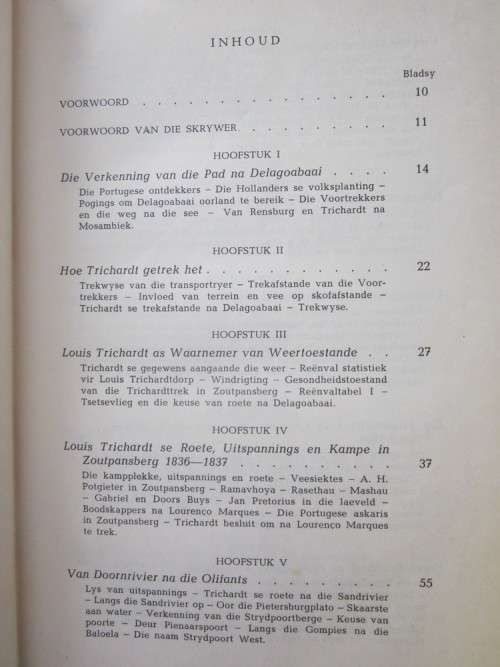 INHOUD
Bladsy
VOORWOORD . . . . . . . . . . . . . . . . 10
VOORWOORD VAN DIE SKRYWER. . . . . . . . . . 11
HOOFSTUK I
Die Verkenning van die Pad na Delagoabaai . . . . 14
Die Portugese ontdekkers – Die Hollanders se volksplanting –
Pogings om Delagoabaai oorland te bereik – Die Voortrekkers
en die weg na die see – Van Rensburg en Trichardt na
Mosambiek.
HOOFSTUK II
Hoe Trichardt getrek het . . . . . . . . . . . . 22
Trekwyse van die transportryer – Trekafstande van die Voor-
trekkers – Invloed van terrein en vee op skofafstande –
Trichardt se trekafstande na Delagoabaai – Trekwyse.
HOOFSTUK III
Louis Trichardt as Waarnemer van Weertoestande . . 27
Trichardt se gegewens aangaande die weer – Reënval statistiek
vir Louis Trichardtdorp – Windrigting – Gesondheidstoestand
van die Trichardttrek in Zoutpansberg – Reënvaltabel I –
Tsetsevlieg en die keuse van roete na Delagoabaai.
HOOFSTUK IV
Louis Trichardt se Roete, Uitspannings en Kampe in
Zoutpansberg 1836—1837 . . . . . . . . . . 37
Die kampplekke, uitspannings en roete – Veesiektes – A. H.
Potgieter in Zoutpansberg – Ramavhoya – Rasethau – Mashau
– Gabriel en Doors Buys – Jan Pretorius in die laeveld –
Boodskappers na Lourenco Marques – Die Portugese askaris
in Zoutpansberg – Trichardt besluit om na Lourenco Marques
te trek.
HOOFSTUK V
Van Doornrivier na die Olifants . . . . . . . . . 55
Lys van uitspannings – Trichardt se roete na die Sandrivier
– Langs die Sandrivier op – Oor die Pietersburgplato – Skaarste
aan water – Verkenning van die Strydpoortberge – Keuse van
poorte – Deur Pienaarspoort – Langs die Gompies na die
Baloela – Die naam Strydpoort West.